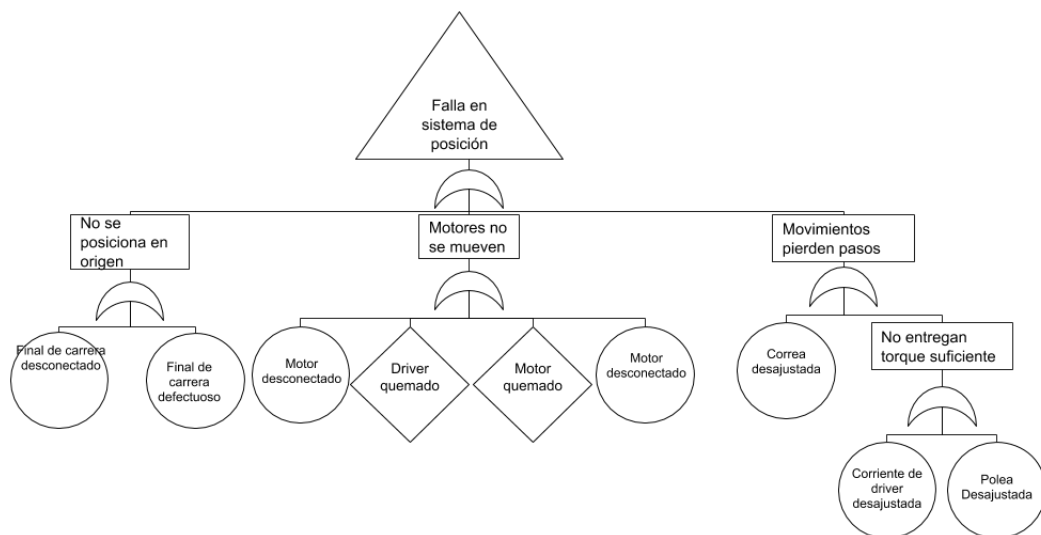 Falla en
sistema de
posición
No se
posiciona en
origen
Motores no
se mueven
Movimientos
pierden pasos
Final de carrera
desconectado
Final de
carrera
defectuoso
Motor
desconectado
Driver
quemado
Motor
quemado
Motor
desconectado
Correa
desajustada
No entregan
torque suficiente
Corriente de
driver
desajustada
Polea
Desajustada